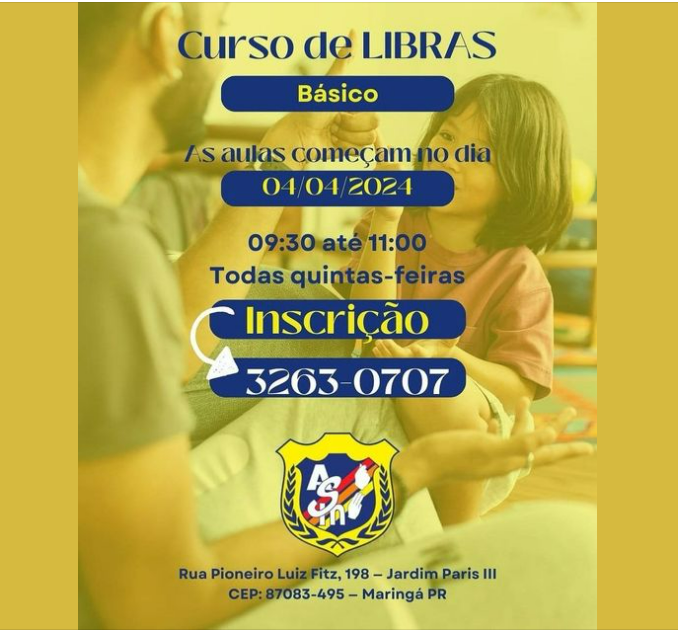 Curso de LIBRAS
Básico
As aulas começam no dia
04/04/2024
09:30 até 11:00
Todas quintas-feiras
Inscrição
3263-0707
ASm
Rua Pioneiro Luiz Fitz, 198 – Jardim Paris III
CEP: 87083-495 – Maringá PR